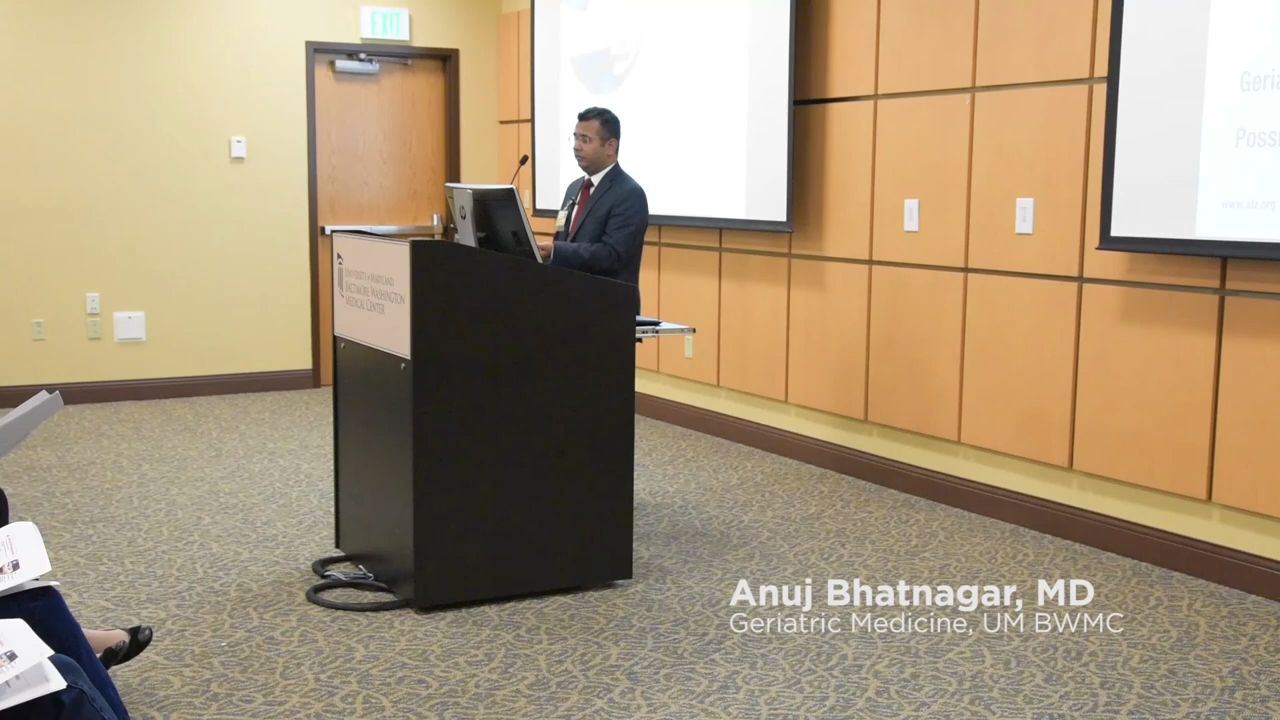 EXIT
Geria
Possi
www.alz.org
UNIVERSITY of MARYLAND
BALTIMORE WASHINGTON
MEDICAL CENTER
Anuj Bhatnagar, MD
Geriatric Medicine, UM BWMC